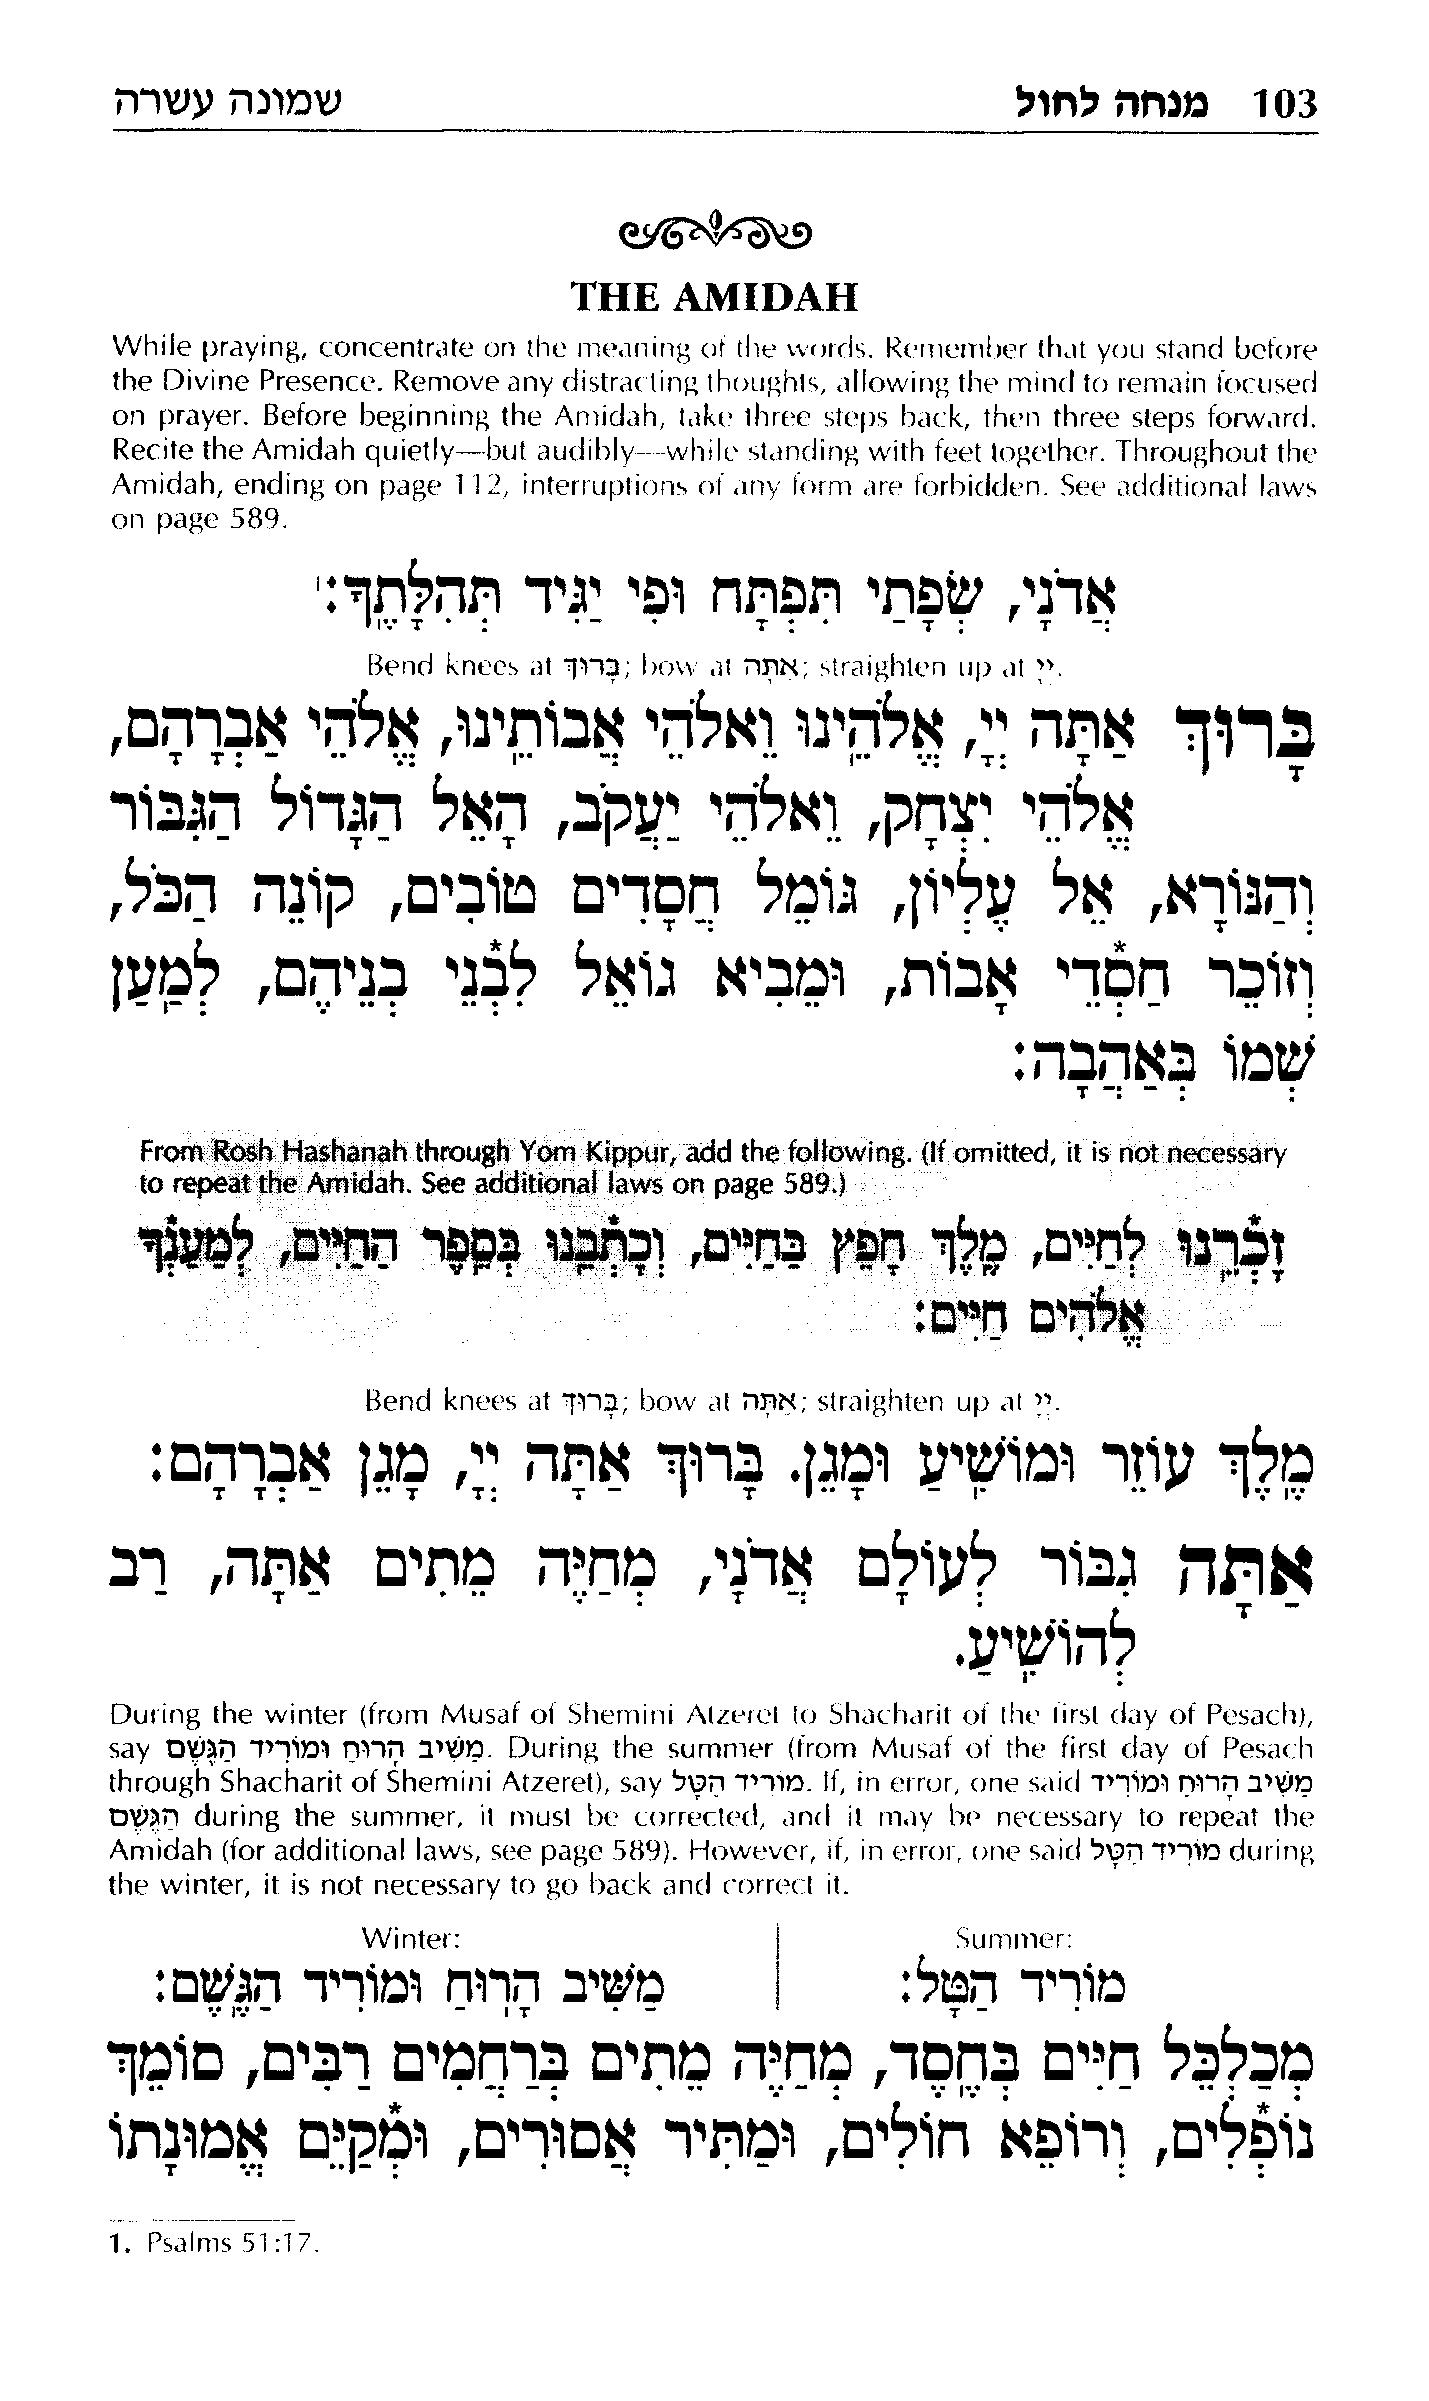 103 מנחה לחול שמונה עשרה
THE AMIDAH
While praying, concentrate on the meaning of the words. Remember that you stand before
the Divine Presence. Remove any distracting thoughts, allowing the mind to remain focused
on prayer. Before beginning the Amidah, take three steps back, then three steps forward.
Recite the Amidah quietly—but audibly—while standing with feet together. Throughout the
Amidah, ending on page 112, interruptions of any form are forbidden. See additional laws
on page 589.
אֲדֹנָי, שְׂפָתַי תִּפְתָּח וּפִי יַגִּיד תְּהִלָּתֶֽךָ:¹
Bend knees at בָּרוּךְ; bow at אַתָּה; straighten up at יְיָ.
בָּרוּךְ אַתָּה יְיָ, אֱלֹהֵֽינוּ וֵאלֹהֵי אֲבוֹתֵֽינוּ, אֱלֹהֵי אַבְרָהָם,
אֱלֹהֵי יִצְחָק, וֵאלֹהֵי יַעֲקֹב, הָאֵל הַגָּדוֹל הַגִּבּוֹר
וְהַנּוֹרָא, אֵל עֶלְיוֹן, גּוֹמֵל חֲסָדִים טוֹבִים, קוֹנֵה הַכֹּל,
וְזוֹכֵר חַסְ֯דֵי אָבוֹת, וּמֵבִיא גוֹאֵל לִבְ֯נֵי בְנֵיהֶם, לְמַֽעַן
שְׁמוֹ בְּאַהֲבָה:
From Rosh Hashanah through Yom Kippur, add the following. (If omitted, it is not necessary
to repeat the Amidah. See additional laws on page 589.)
זָכְ֯רֵֽנוּ לְחַיִּים, מֶֽלֶךְ חָפֵץ בַּחַיִּים, וְכָתְ֯בֵנוּ בְּסֵֽפֶר הַחַיִּים, לְמַעַנְ֯ךָ
אֱלֹהִים חַיִּים:
Bend knees at בָּרוּךְ; bow at אַתָּה; straighten up at יְיָ.
מֶֽלֶךְ עוֹזֵר וּמוֹשִֽׁיעַ וּמָגֵן. בָּרוּךְ אַתָּה יְיָ, מָגֵן אַבְרָהָם:
אַתָּה גִבּוֹר לְעוֹלָם אֲדֹנָי, מְחַיֶּה מֵתִים אַתָּה, רַב
לְהוֹשִֽׁיעַ.
During the winter (from Musaf of Shemini Atzeret to Shacharit of the first day of Pesach),
say מַשִּׁיב הָרוּחַ וּמוֹרִיד הַגֶּשֶׁם. During the summer (from Musaf of the first day of Pesach
through Shacharit of Shemini Atzeret), say מוֹרִיד הַטָּל. If, in error, one said מַשִּׁיב הָרוּחַ וּמוֹרִיד
הַגֶּשֶׁם during the summer, it must be corrected, and it may be necessary to repeat the
Amidah (for additional laws, see page 589). However, if, in error, one said מוֹרִיד הַטָּל during
the winter, it is not necessary to go back and correct it.
Summer: Winter:
מוֹרִיד הַטָּל: מַשִּׁיב הָרֽוּחַ וּמוֹרִיד הַגֶּֽשֶׁם:
מְכַלְכֵּל חַיִּים בְּחֶֽסֶד, מְחַיֶּה מֵתִים בְּרַחֲמִים רַבִּים, סוֹמֵךְ
נוֹפְ֯לִים, וְרוֹפֵא חוֹלִים, וּמַתִּיר אֲסוּרִים, וּמְ֯קַיֵּם אֱמוּנָתוֹ
1. Psalms 51:17.